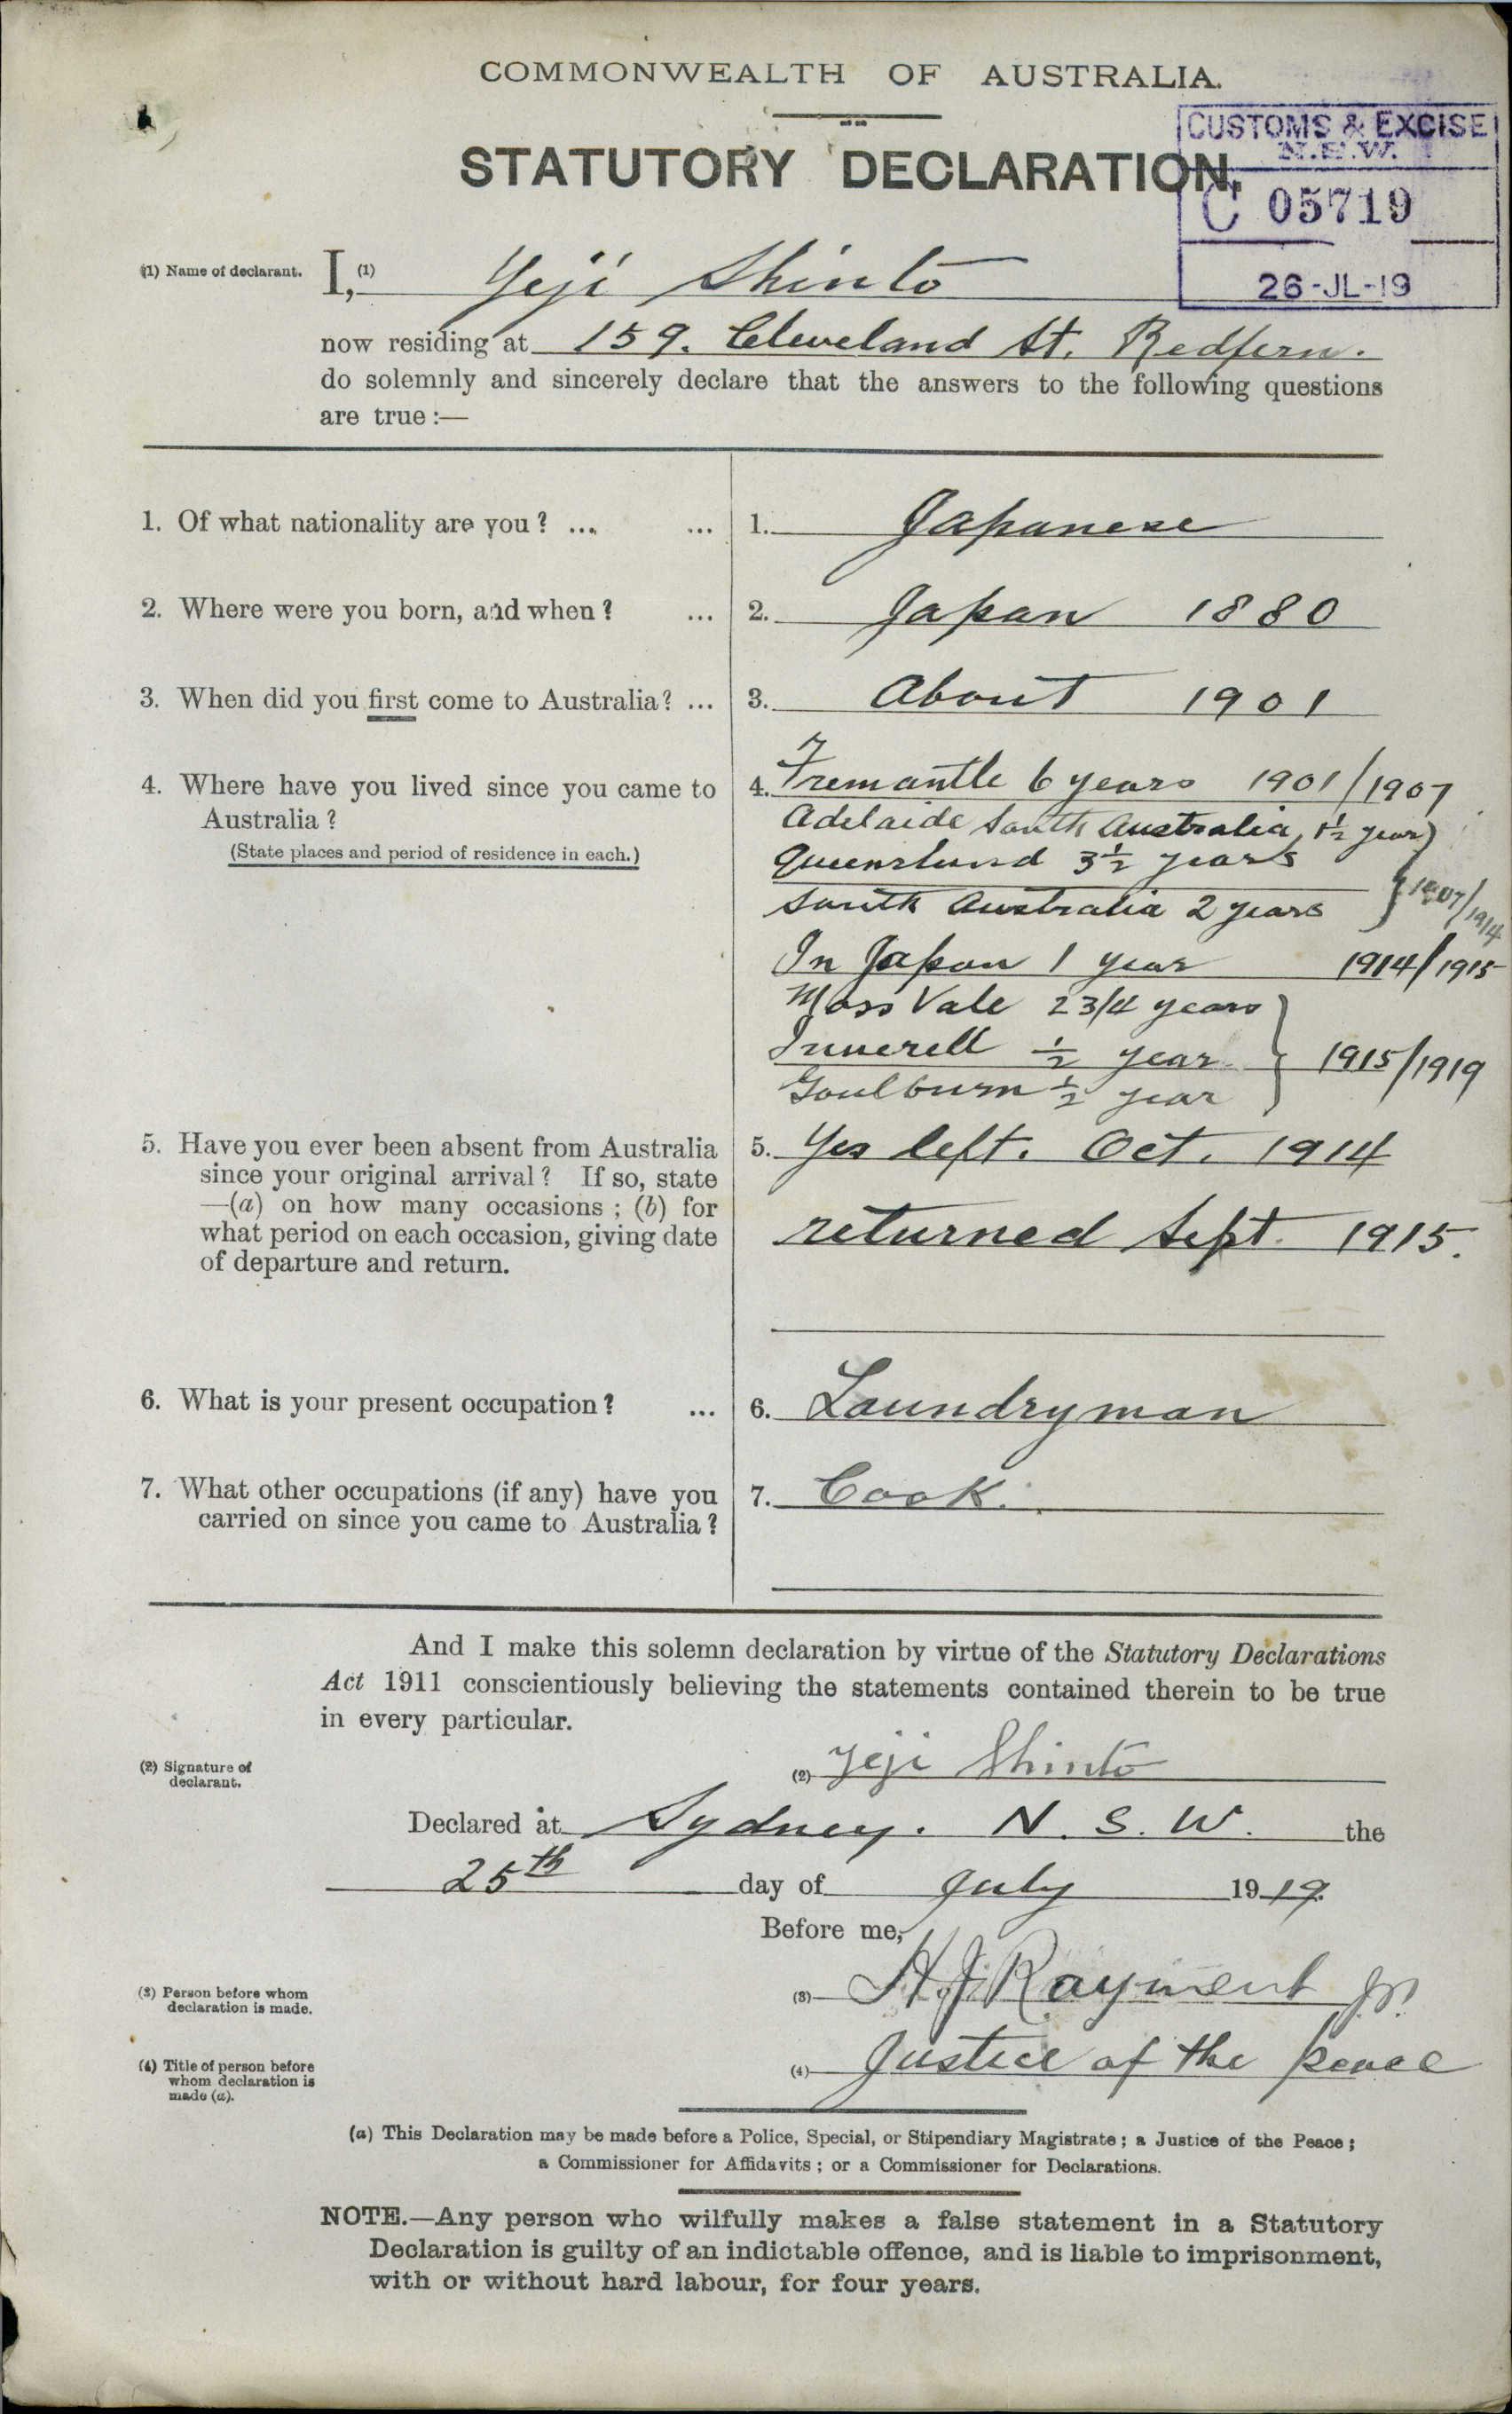 COMMONWEALTH OF AUSTRALIA.
STATUTORY DECLARATION.
CUSTOMS & EXCISE
N.S.W.
C 05719
26-JL-19
(1) Name of declarant. I, (1) Yeji Shinto
now residing at 159. Cleveland St. Redfern.
do solemnly and sincerely declare that the answers to the following questions
are true :—
1. Of what nationality are you ? ... ... 1. Japanese
2. Where were you born, and when ? ... 2. Japan 1880
3. When did you first come to Australia ? ... 3. About 1901
4. Where have you lived since you came to
Australia ?
(State places and period of residence in each.)
4. Fremantle 6 years 1901/1907
Adelaide South Australia, 1½ year
Queensland 3½ years
South Australia 2 years } 1907/1914
In Japan 1 year 1914/1915
Moss Vale 2 3/4 years
Inverell ½ year } 1915/1919
Goulburn ½ year
5. Have you ever been absent from Australia
since your original arrival ? If so, state
—(a) on how many occasions ; (b) for
what period on each occasion, giving date
of departure and return.
5. Yes left. Oct. 1914
returned Sept. 1915.
6. What is your present occupation ? ... 6. Laundryman
7. What other occupations (if any) have you
carried on since you came to Australia ?
7. Cook.
And I make this solemn declaration by virtue of the Statutory Declarations
Act 1911 conscientiously believing the statements contained therein to be true
in every particular.
(2) Signature of
declarant.
(2) Yeji Shinto
Declared at Sydney. N. S. W. the
25th day of July 1919.
Before me,
(3) Person before whom
declaration is made.
(3) H. J. Rayment JP.
(4) Title of person before
whom declaration is
made (a).
(4) Justice of the peace
(a) This Declaration may be made before a Police, Special, or Stipendiary Magistrate ; a Justice of the Peace ;
a Commissioner for Affidavits ; or a Commissioner for Declarations.
NOTE.—Any person who wilfully makes a false statement in a Statutory
Declaration is guilty of an indictable offence, and is liable to imprisonment,
with or without hard labour, for four years.